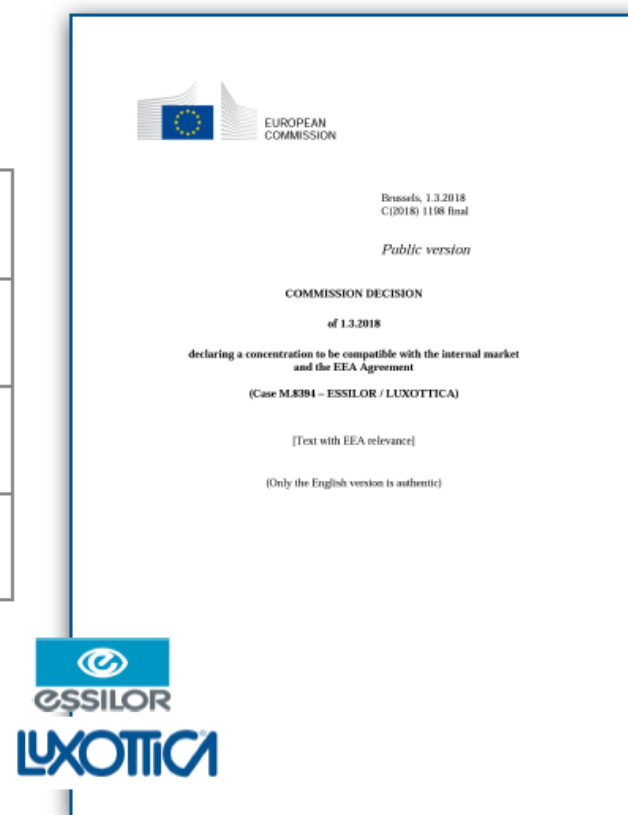 EUROPEAN
COMMISSION
Brussels, 1.3.2018
C(2018) 1198 final
Public version
COMMISSION DECISION
of 1.3.2018
declaring a concentration to be compatible with the internal market
and the EEA Agreement
(Case M.8394 – ESSILOR / LUXOTTICA)
[Text with EEA relevance]
(Only the English version is authentic)
essilor
LUXOTTICA